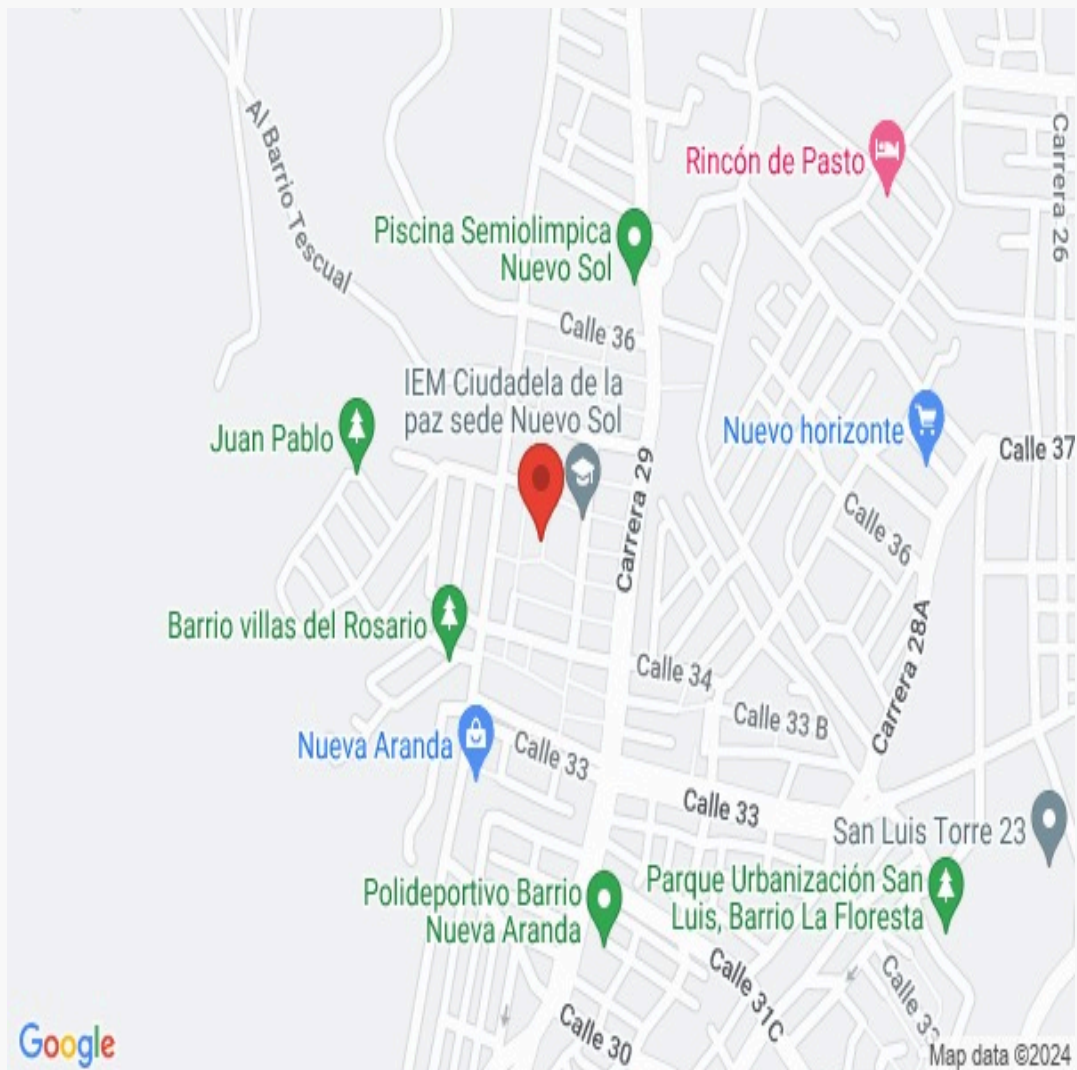 Al Barrio Tescual
Rincón de Pasto
Carrera 26
Piscina Semiolimpica
Nuevo Sol
Calle 36
IEM Ciudadela de la
paz sede Nuevo Sol
Juan Pablo
Nuevo horizonte
Calle 37
Carrera 29
Calle 36
Barrio villas del Rosario
Calle 34
Carrera 28A
Calle 33 B
Nueva Aranda
Calle 33
Calle 33
San Luis Torre 23
Polideportivo Barrio
Nueva Aranda
Parque Urbanización San
Luis, Barrio La Floresta
Calle 31C
Calle 30
Google
Map data ©2024